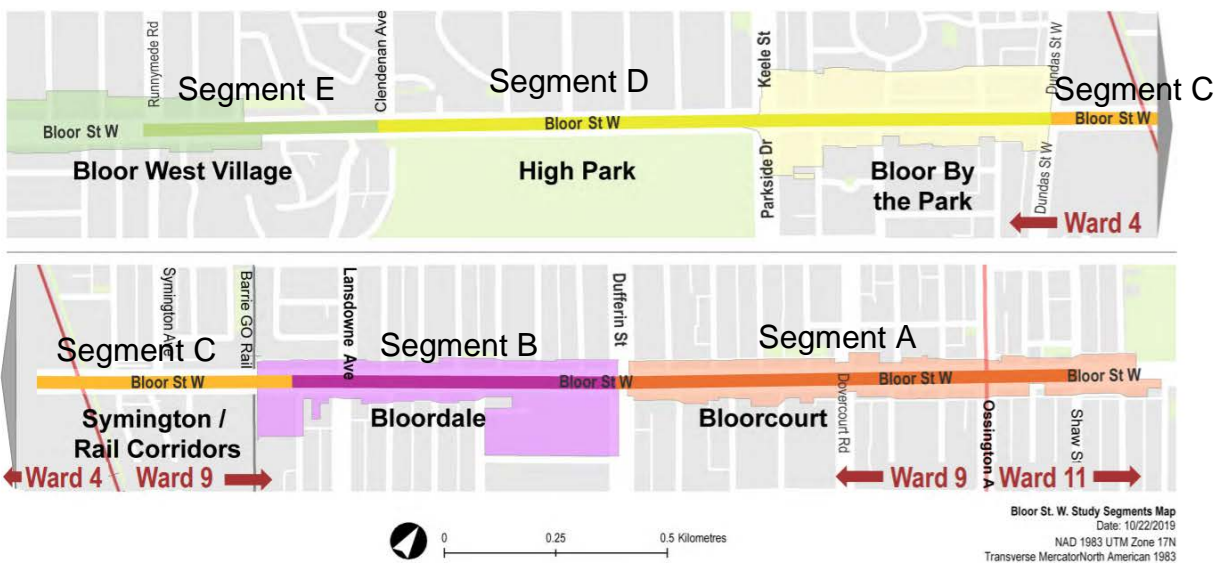 Runnymede Rd
Clendenan Ave
Keele St
Dundas St W
Segment E
Segment D
Segment C
Bloor St W
Bloor St W
Bloor St W
Bloor West Village
High Park
Parkside Dr
Bloor By
the Park
Dundas St W
Ward 4
Symington Ave
Barrie GO Rail
Lansdowne Ave
Dufferin St
Segment C
Segment B
Segment A
Bloor St W
Bloor St W
Bloor St W
Bloor St W
Symington /
Rail Corridors
Bloordale
Bloorcourt
Dovercourt Rd
Ossington A
Shaw St
Ward 4
Ward 9
Ward 9
Ward 11
Bloor St. W. Study Segments Map
Date: 10/22/2019
NAD 1983 UTM Zone 17N
Transverse MercatorNorth American 1983
0 0.25 0.5 Kilometres